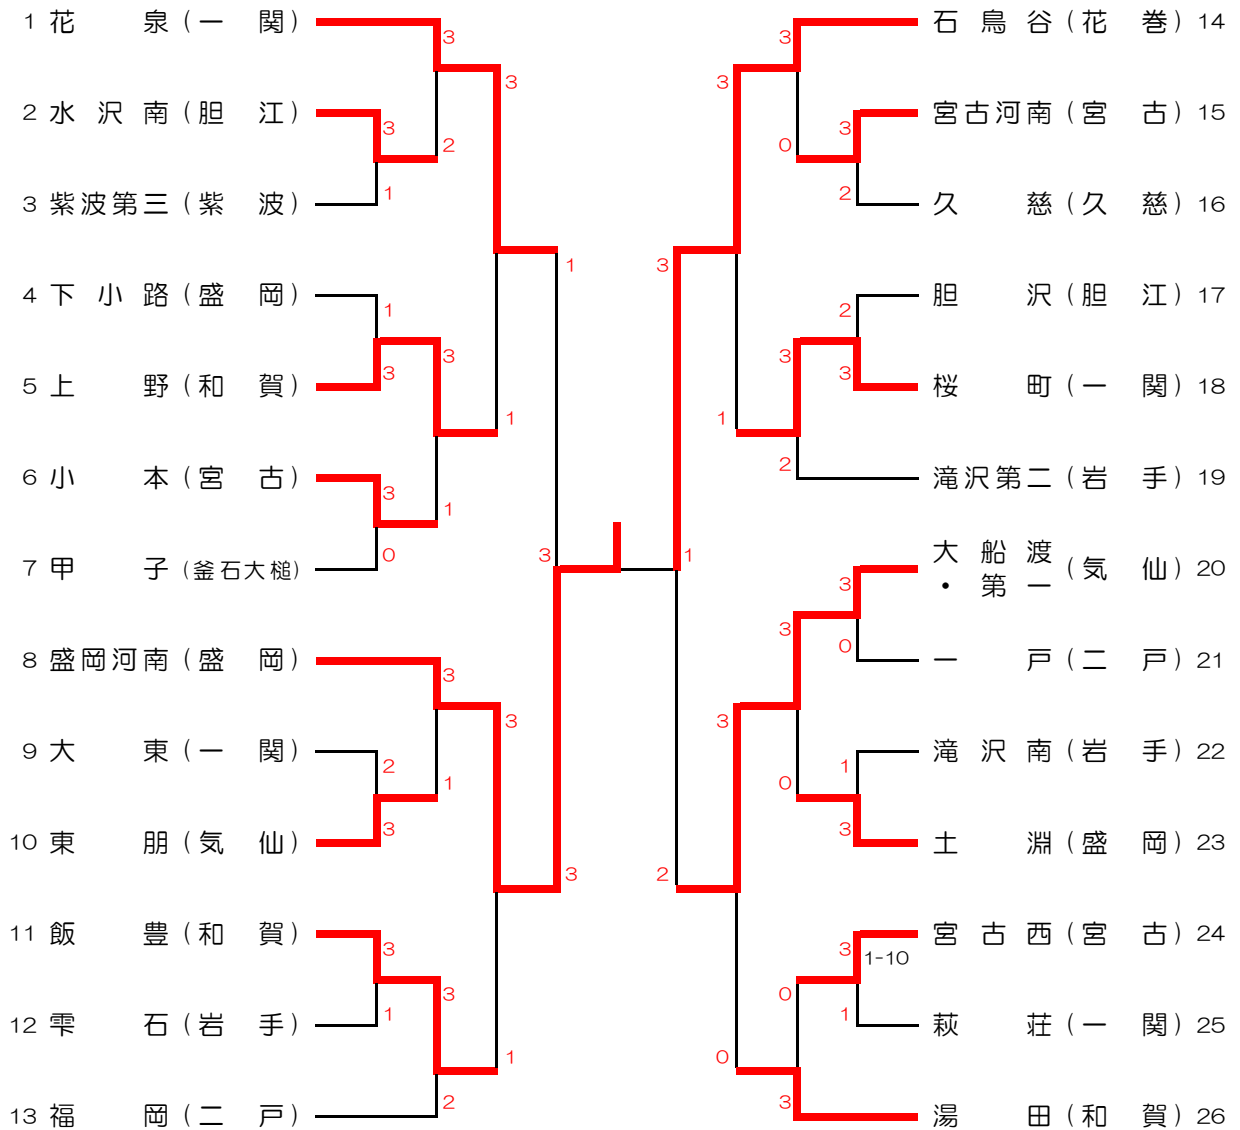 1 花泉（一関）
2 水沢南（胆江）
3 紫波第三（紫波）
4 下小路（盛岡）
5 上野（和賀）
6 小本（宮古）
7 甲子（釜石大槌）
8 盛岡河南（盛岡）
9 大東（一関）
10 東朋（気仙）
11 飯豊（和賀）
12 雫石（岩手）
13 福岡（二戸）
3
3
3
2
1
1
1
3
3
1
3
1
0
3
3
3
2
1
3
3
3
3
1
1
2
石鳥谷（花巻）14
宮古河南（宮古）15
久慈（久慈）16
胆沢（胆江）17
桜町（一関）18
滝沢第二（岩手）19
大船渡・第一（気仙）20
一戸（二戸）21
滝沢南（岩手）22
土淵（盛岡）23
宮古西（宮古）24
萩荘（一関）25
湯田（和賀）26
3
3
3
0
2
3
2
3
3
1
2
1
3
3
0
3
1
0
3
2
3
1-10
0
1
0
3